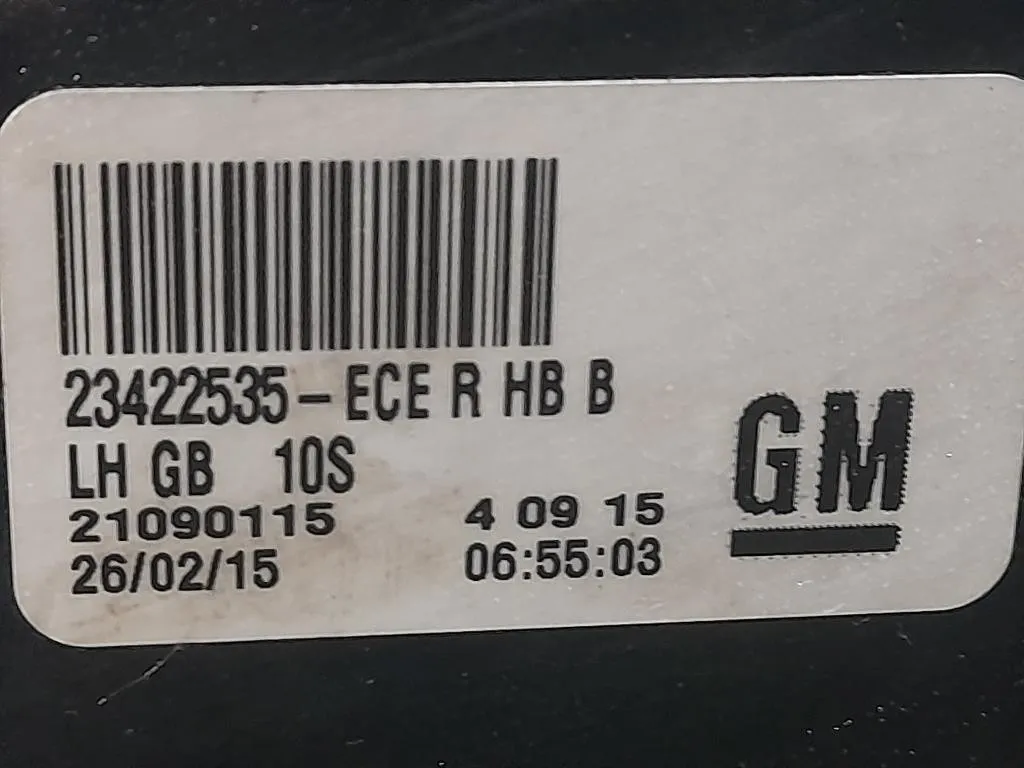 23422535-ECE R HB B
LH GB 10S
21090115 4 09 15
26/02/15 06:55:03
GM